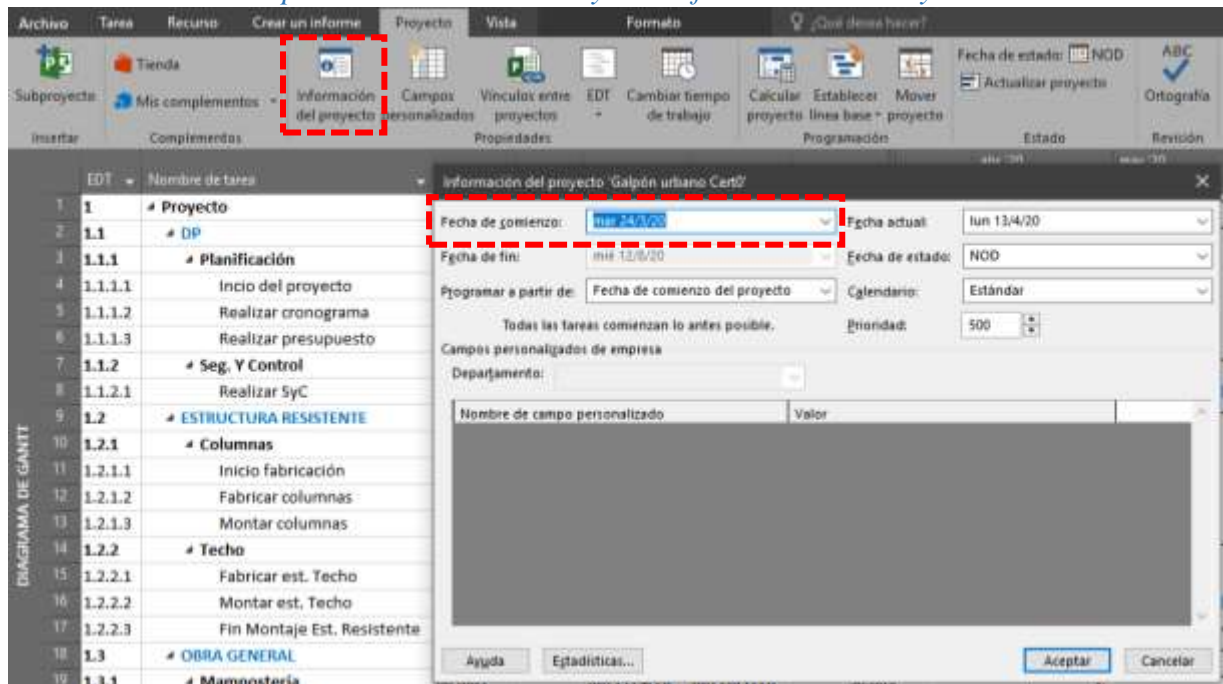 Archivo Tarea Recurso Crear un informe Proyecto Vista Formato ¿Qué desea hacer?
Subproyecto
Tienda
Mis complementos
Información del proyecto
Campos personalizados
Vínculos entre proyectos
EDT
Cambiar tiempo de trabajo
Calcular proyecto
Establecer línea base
Mover proyecto
Fecha de estado: NOD
Actualizar proyecto
ABC
Ortografía
Insertar Complementos Propiedades Programación Estado Revisión
EDT Nombre de tarea
1 1 Proyecto
2 1.1 DP
3 1.1.1 Planificación
4 1.1.1.1 Incio del proyecto
5 1.1.1.2 Realizar cronograma
6 1.1.1.3 Realizar presupuesto
7 1.1.2 Seg. Y Control
8 1.1.2.1 Realizar SyC
9 1.2 ESTRUCTURA RESISTENTE
10 1.2.1 Columnas
11 1.2.1.1 Inicio fabricación
12 1.2.1.2 Fabricar columnas
13 1.2.1.3 Montar columnas
14 1.2.2 Techo
15 1.2.2.1 Fabricar est. Techo
16 1.2.2.2 Montar est. Techo
17 1.2.2.3 Fin Montaje Est. Resistente
18 1.3 OBRA GENERAL
19 1.3.1 Mampostería
DIAGRAMA DE GANTT
Información del proyecto 'Galpón urbano Cert0'
Fecha de comienzo: mar 24/3/20 Fecha actual: lun 13/4/20
Fecha de fin: mié 12/8/20 Fecha de estado: NOD
Programar a partir de: Fecha de comienzo del proyecto Calendario: Estándar
Todas las tareas comienzan lo antes posible. Prioridad: 500
Campos personalizados de empresa
Departamento:
Nombre de campo personalizado Valor
Ayuda Estadísticas... Aceptar Cancelar